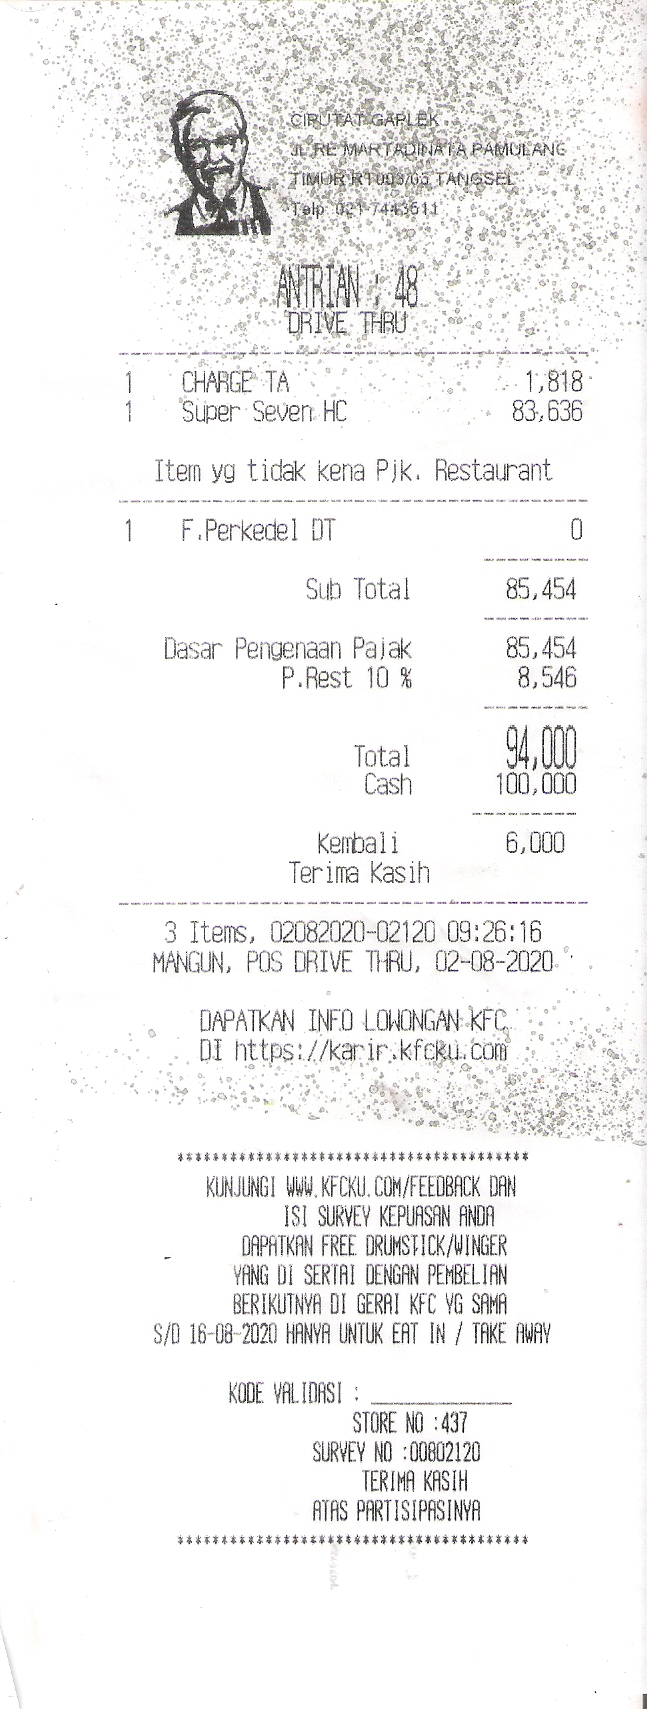 CIPUTAT GAPLEK
JL.RE MARTADINATA PAMULANG
TIMUR RT003/03 TANGSEL
Telp 021-7443611
ANTRIAN : 48
DRIVE THRU
1 CHARGE TA 1,818
1 Super Seven HC 83,636
Item yg tidak kena Pjk. Restaurant
1 F.Perkedel DT 0
Sub Total 85,454
Dasar Pengenaan Pajak 85,454
P.Rest 10 % 8,546
Total 94,000
Cash 100,000
Kembali 6,000
Terima Kasih
3 Items, 02082020-02120 09:26:16
MANGUN, POS DRIVE THRU, 02-08-2020
DAPATKAN INFO LOWONGAN KFC
DI https://karir.kfcku.com
****************************************
KUNJUNGI WWW.KFCKU.COM/FEEDBACK DAN
ISI SURVEY KEPUASAN ANDA
DAPATKAN FREE DRUMSTICK/WINGER
YANG DI SERTAI DENGAN PEMBELIAN
BERIKUTNYA DI GERAI KFC YG SAMA
S/D 16-08-2020 HANYA UNTUK EAT IN / TAKE AWAY
KODE VALIDASI : ________________
STORE NO :437
SURVEY NO :00802120
TERIMA KASIH
ATAS PARTISIPASINYA
****************************************